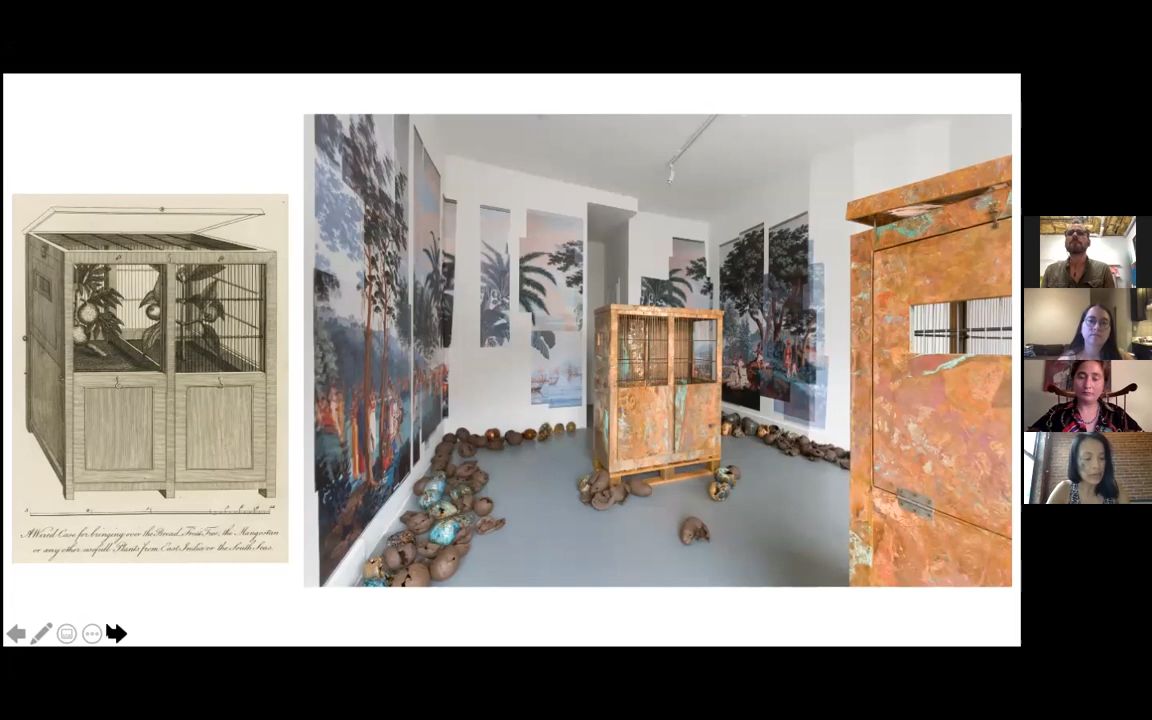 A Wired Case for bringing over the Bread Fruit Tree, the Mangosteen
or any other usefull Plants from East India or the South Seas.